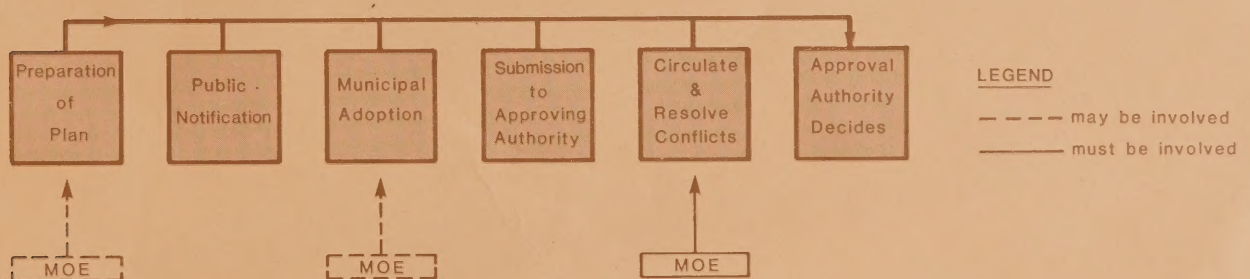 Preparation
of
Plan
Public
Notification
Municipal
Adoption
Submission
to
Approving
Authority
Circulate
&
Resolve
Conflicts
Approval
Authority
Decides
LEGEND
may be involved
must be involved
MOE
MOE
MOE